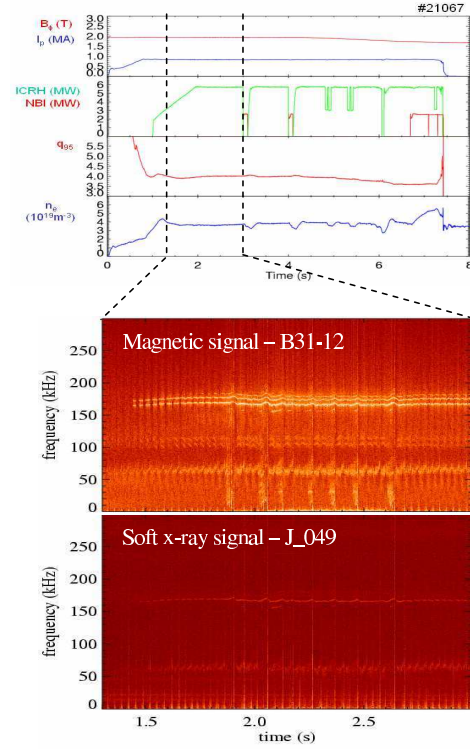 #21067
B_ϕ (T)
I_p (MA)
3.0
2.5
2.0
1.5
1.0
0.5
0.0
ICRH (MW)
NBI (MW)
6
5
4
3
2
1
q_95
5.5
5.0
4.5
4.0
3.5
3.0
n_e
(10^19 m^-3)
6
5
4
3
2
1
0 2 4 6 8
Time (s)
Magnetic signal – B31-12
frequency (kHz)
250
200
150
100
50
0
Soft x-ray signal – J_049
frequency (kHz)
250
200
150
100
50
0
1.5 2.0 2.5
time (s)